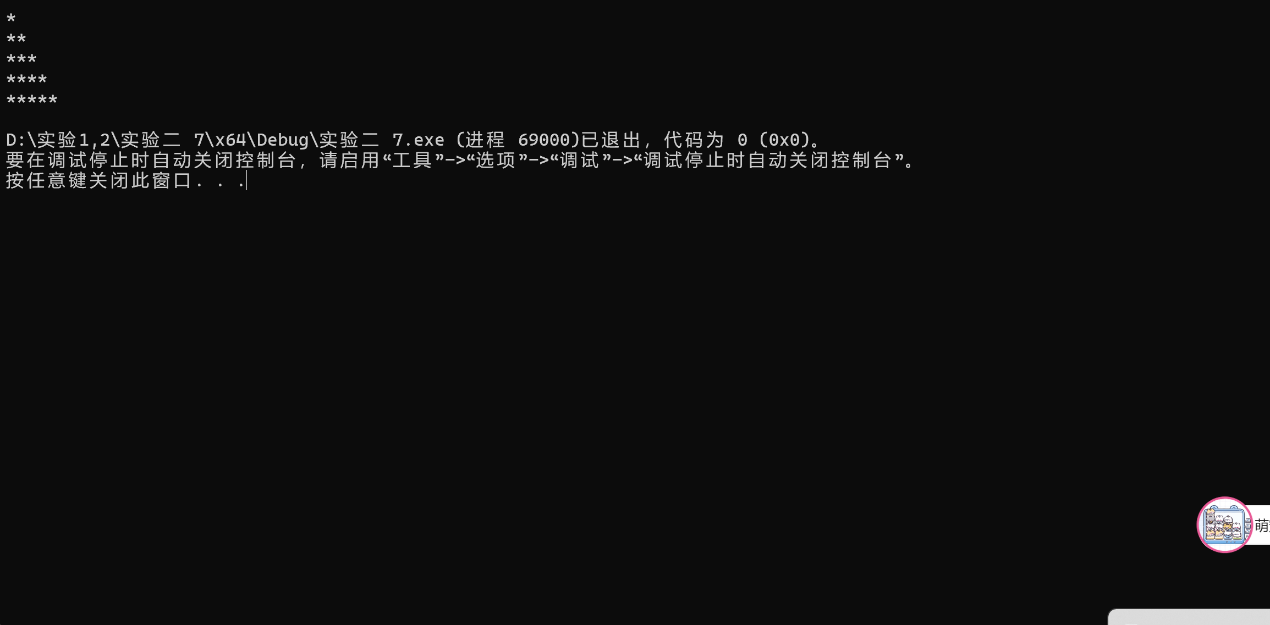 *
**
***
****
*****
D:\实验1,2\实验二 7\x64\Debug\实验二 7.exe (进程 69000)已退出，代码为 0 (0x0)。
要在调试停止时自动关闭控制台，请启用“工具”->“选项”->“调试”->“调试停止时自动关闭控制台”。
按任意键关闭此窗口. . .
萌